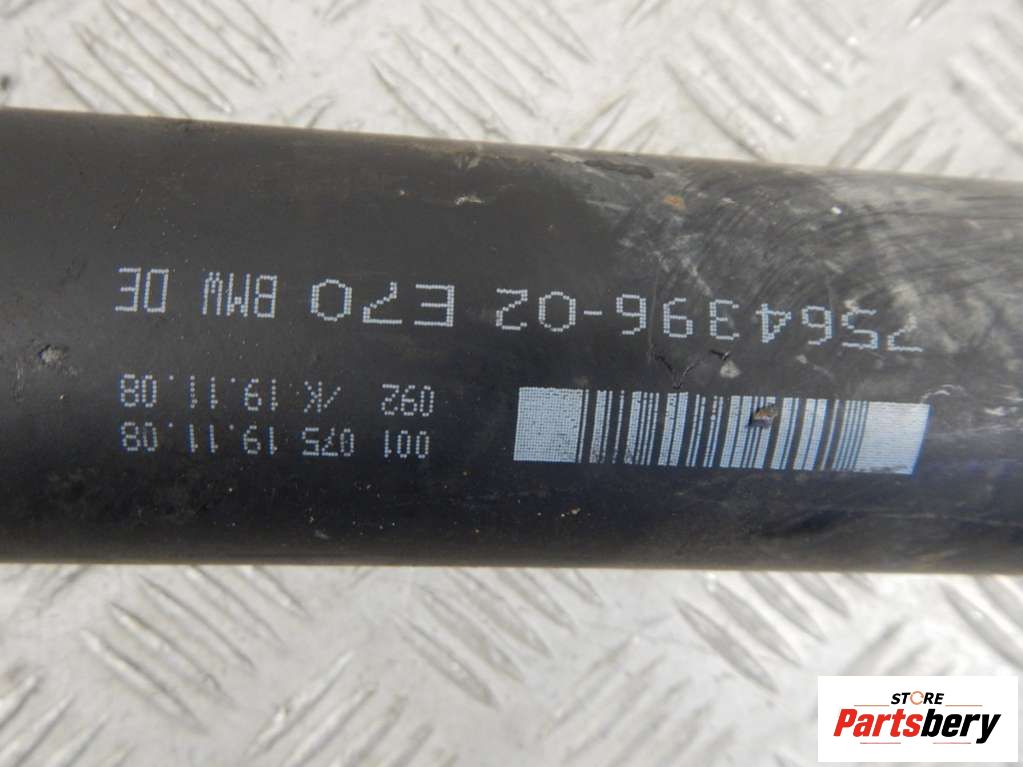 001 075 19.11.08
092 /K 19.11.08
7564396-02 E70 BMW DE
STORE
Partsbery